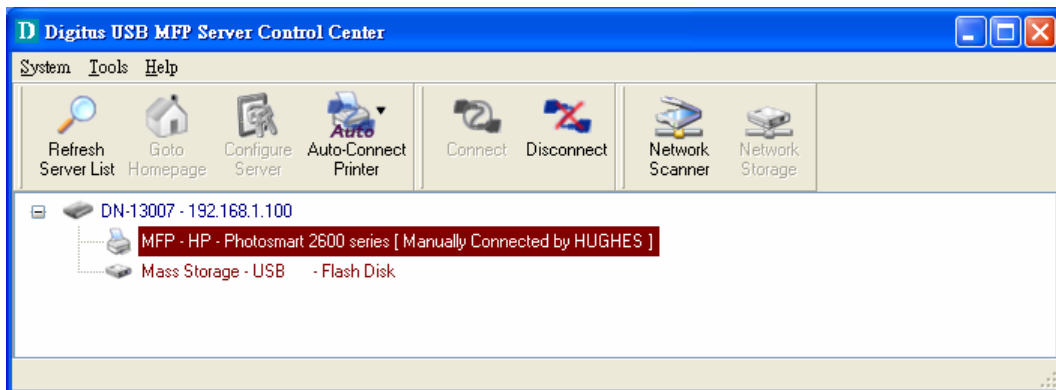 D Digitus USB MFP Server Control Center
System Tools Help
Refresh Server List
Goto Homepage
Configure Server
Auto
Auto-Connect Printer
Connect
Disconnect
Network Scanner
Network Storage
DN-13007 - 192.168.1.100
MFP - HP - Photosmart 2600 series [ Manually Connected by HUGHES ]
Mass Storage - USB - Flash Disk